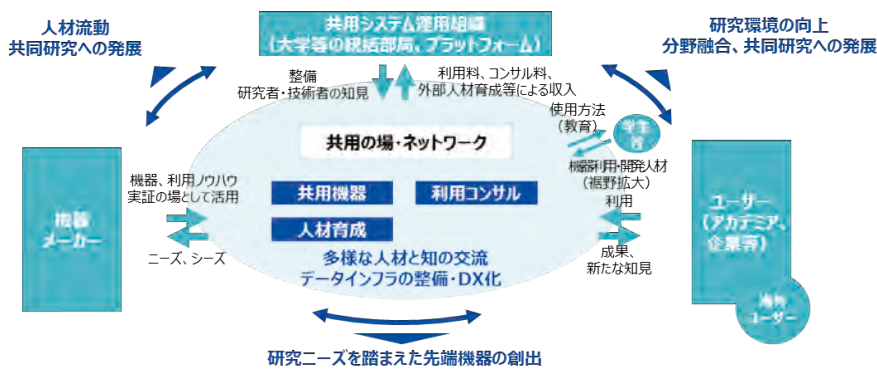 人材流動
共同研究への発展
共用システム運用組織
(大学等の統括部局、プラットフォーム)
研究環境の向上
分野融合、共同研究への発展
整備
研究者・技術者の知見
利用料、コンサル料、
外部人材育成等による収入
使用方法
(教育)
学生
等
共用の場・ネットワーク
機器利用・開発人材
(裾野拡大)
機器、利用ノウハウ
実証の場として活用
共用機器
利用コンサル
人材育成
利用
機器
メーカー
ユーザー
(アカデミア、
企業等)
ニーズ、シーズ
多様な人材と知の交流
データインフラの整備・DX化
成果、
新たな知見
海外
ユーザー
研究ニーズを踏まえた先端機器の創出